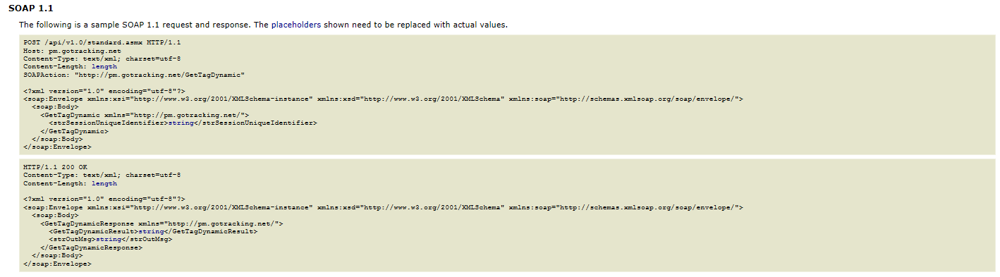 SOAP 1.1
The following is a sample SOAP 1.1 request and response. The placeholders shown need to be replaced with actual values.
POST /api/v1.0/standard.asmx HTTP/1.1
Host: pm.gotracking.net
Content-Type: text/xml; charset=utf-8
Content-Length: length
SOAPAction: "http://pm.gotracking.net/GetTagDynamic"
<?xml version="1.0" encoding="utf-8"?>
<soap:Envelope xmlns:xsi="http://www.w3.org/2001/XMLSchema-instance" xmlns:xsd="http://www.w3.org/2001/XMLSchema" xmlns:soap="http://schemas.xmlsoap.org/soap/envelope/">
<soap:Body>
<GetTagDynamic xmlns="http://pm.gotracking.net/">
<strSessionUniqueIdentifier>string</strSessionUniqueIdentifier>
</GetTagDynamic>
</soap:Body>
</soap:Envelope>
HTTP/1.1 200 OK
Content-Type: text/xml; charset=utf-8
Content-Length: length
<?xml version="1.0" encoding="utf-8"?>
<soap:Envelope xmlns:xsi="http://www.w3.org/2001/XMLSchema-instance" xmlns:xsd="http://www.w3.org/2001/XMLSchema" xmlns:soap="http://schemas.xmlsoap.org/soap/envelope/">
<soap:Body>
<GetTagDynamicResponse xmlns="http://pm.gotracking.net/">
<GetTagDynamicResult>string</GetTagDynamicResult>
<strOutMsg>string</strOutMsg>
</GetTagDynamicResponse>
</soap:Body>
</soap:Envelope>